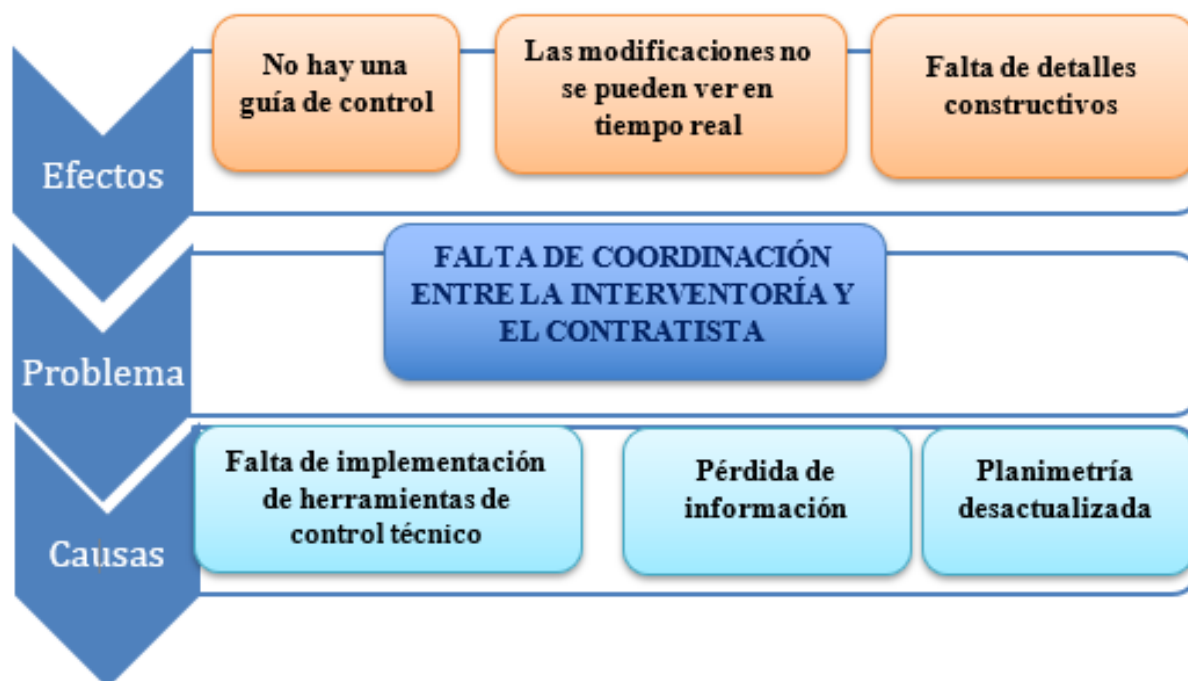 Efectos
No hay una
guía de control
Las modificaciones no
se pueden ver en
tiempo real
Falta de detalles
constructivos
Problema
FALTA DE COORDINACIÓN
ENTRE LA INTERVENTORÍA Y
EL CONTRATISTA
Causas
Falta de implementación
de herramientas de
control técnico
Pérdida de
información
Planimetría
desactualizada